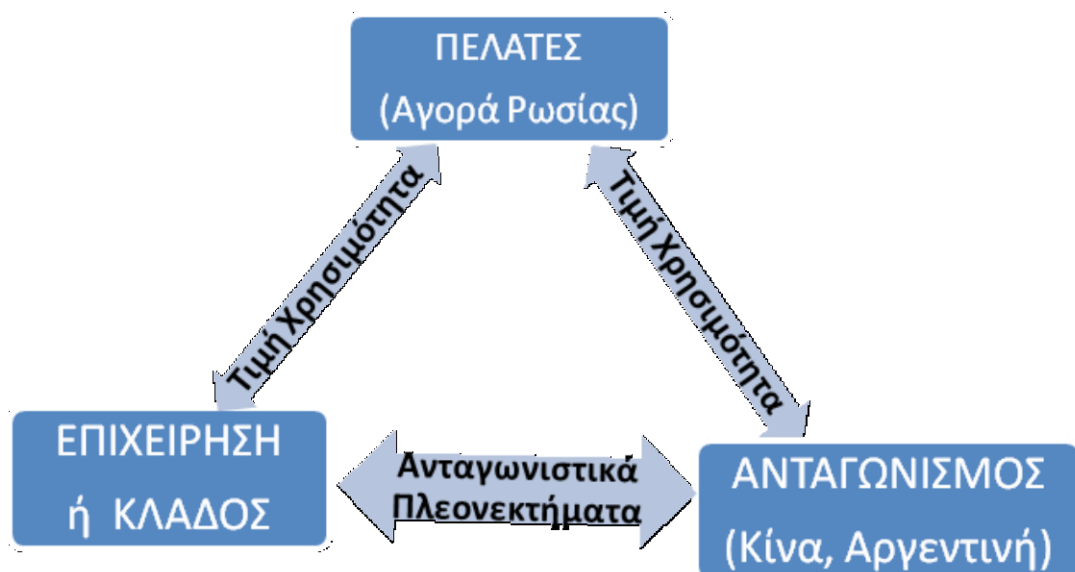 ΠΕΛΑΤΕΣ
(Αγορά Ρωσίας)
Τιμή Χρησιμότητα
Τιμή Χρησιμότητα
ΕΠΙΧΕΙΡΗΣΗ
ή ΚΛΑΔΟΣ
Ανταγωνιστικά
Πλεονεκτήματα
ΑΝΤΑΓΩΝΙΣΜΟΣ
(Κίνα, Αργεντινή)